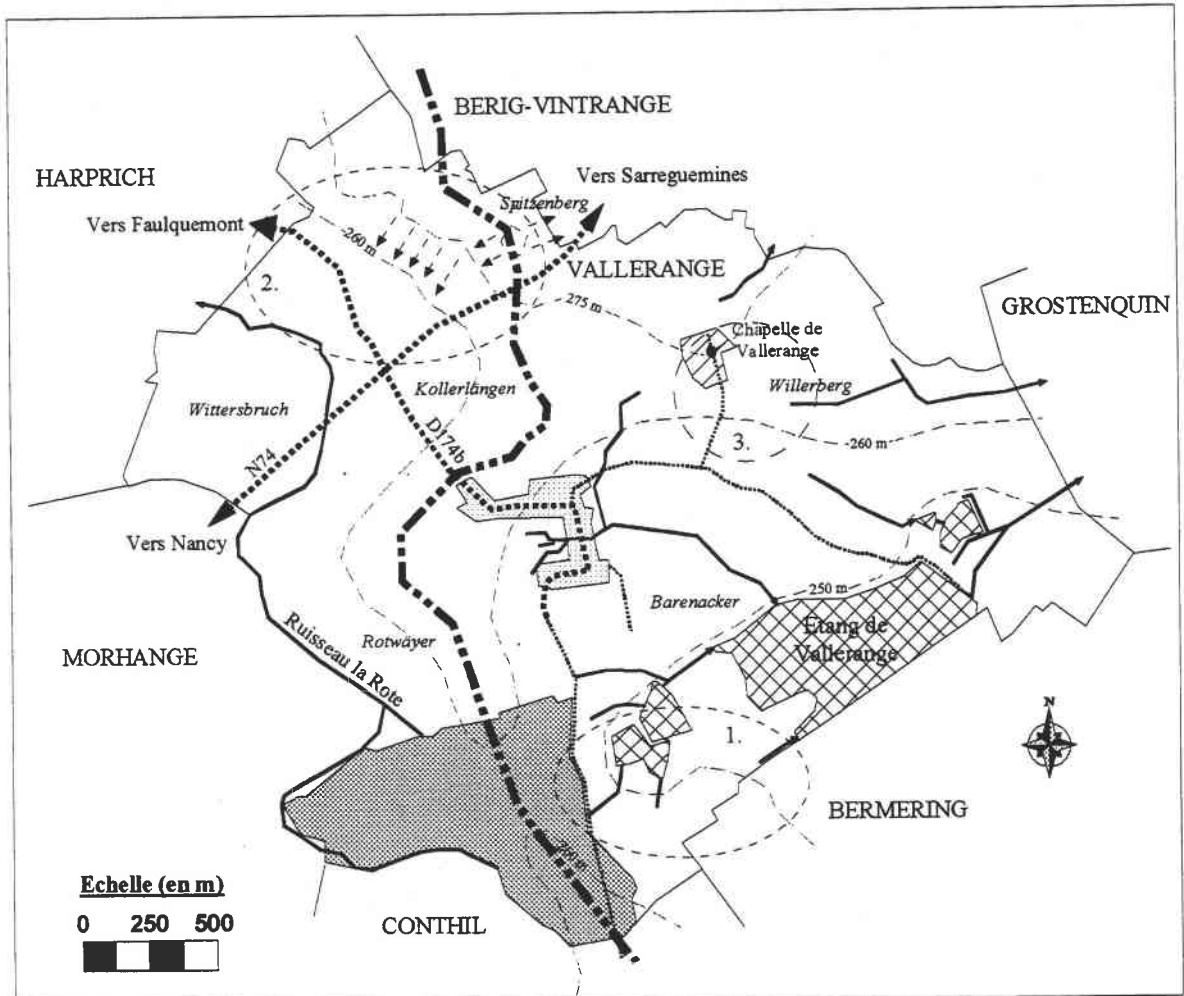 BERIG-VINTRANGE
HARPRICH
Vers Sarreguemines
Spitzenberg
Vers Faulquemont
260 m
VALLERANGE
2.
GROSTENQUIN
275 m
Chapelle de
Vallerange
Kollerlängen
Willerberg
Wittersbruch
D174b
3.
260 m
N74
Vers Nancy
250 m
Barenacker
Étang de
Vallerange
Rotwäyer
Ruisseau la Rote
MORHANGE
N
1.
BERMERING
260 m
Echelle (en m)
0 250 500
CONTHIL